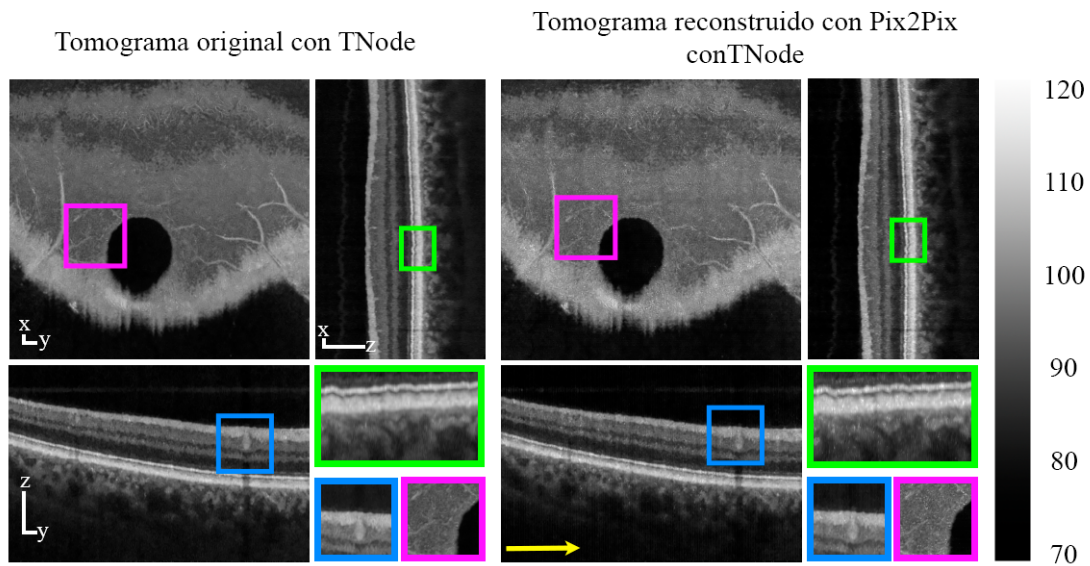 Tomograma original con TNode
Tomograma reconstruido con Pix2Pix
conTNode
x
y
x
z
z
y
120
110
100
90
80
70